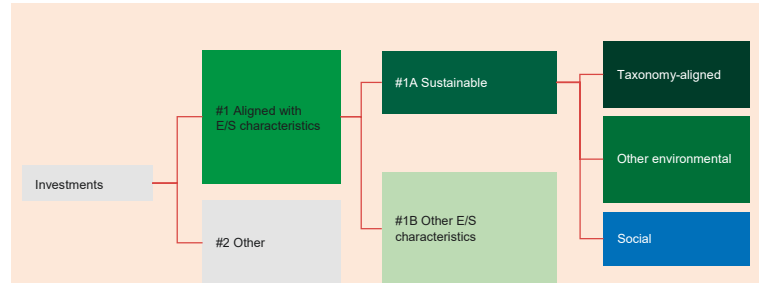 Investments
#1 Aligned with
E/S characteristics
#2 Other
#1A Sustainable
#1B Other E/S
characteristics
Taxonomy-aligned
Other environmental
Social